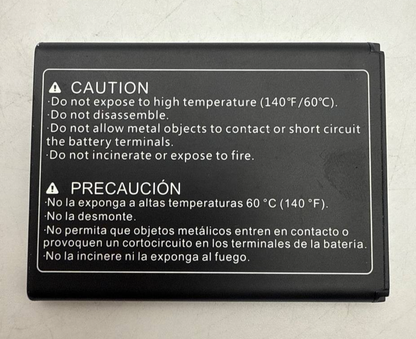 ⚠ CAUTION
·Do not expose to high temperature (140℉/60℃).
·Do not disassemble.
·Do not allow metal objects to contact or short circuit
the battery terminals.
·Do not incinerate or expose to fire.
⚠ PRECAUCIÓN
·No la exponga a altas temperaturas 60 °C (140 °F).
·No la desmonte.
·No permita que objetos metálicos entren en contacto o
provoquen un cortocircuito en los terminales de la batería.
·No la incinere ni la exponga al fuego.